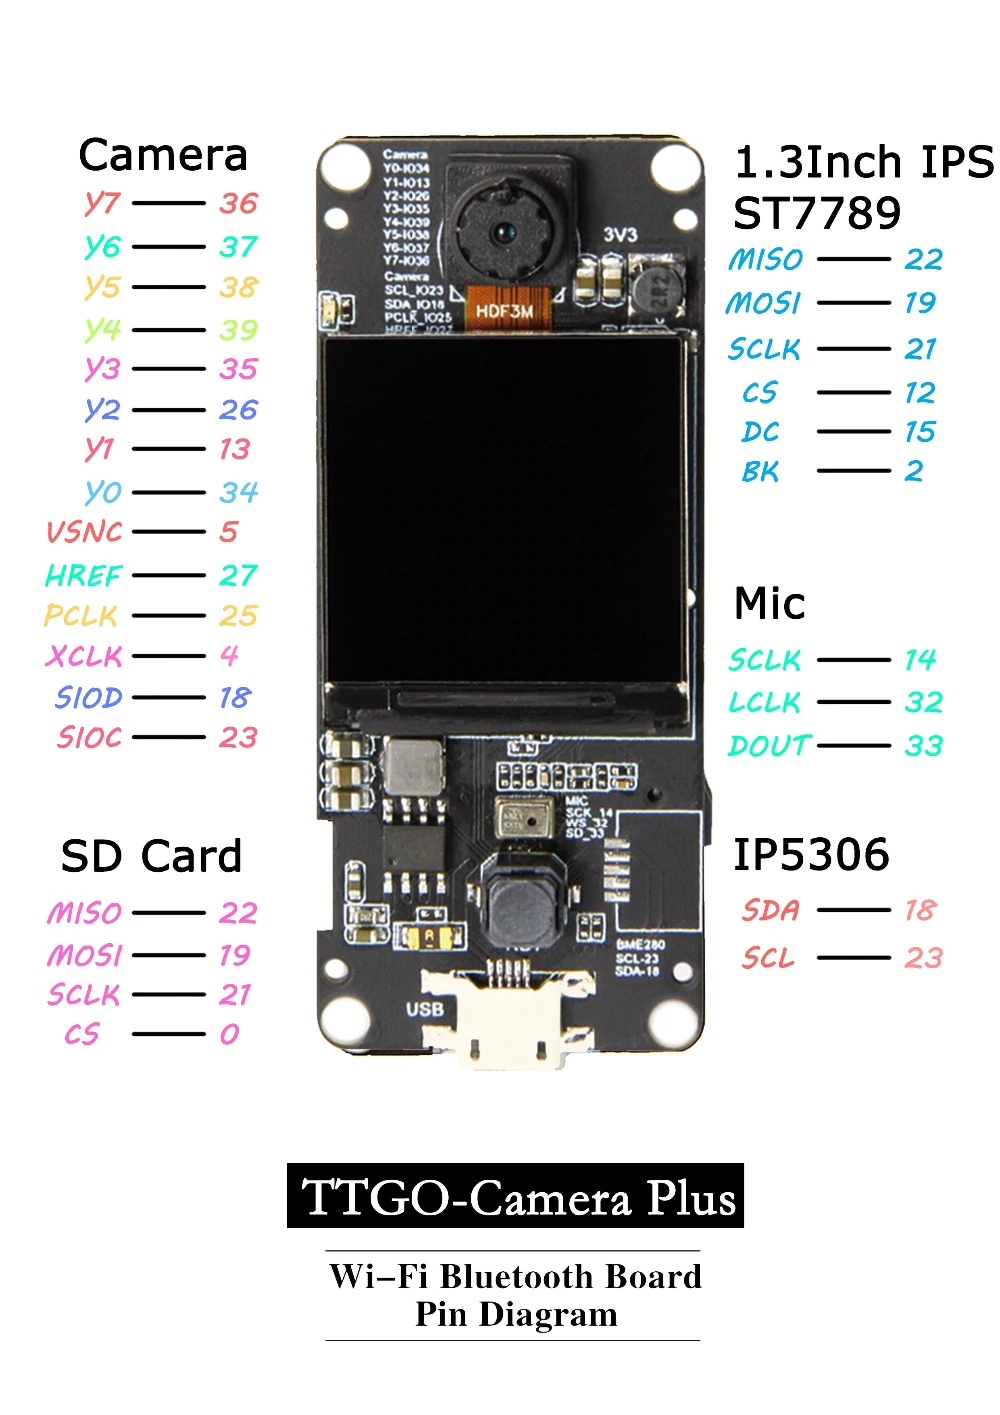 Camera
Y7 36
Y6 37
Y5 38
Y4 39
Y3 35
Y2 26
Y1 13
Y0 34
VSNC 5
HREF 27
PCLK 25
XCLK 4
SIOD 18
SIOC 23
SD Card
MISO 22
MOSI 19
SCLK 21
CS 0
Camera
Y0-IO34
Y1-IO13
Y2-IO26
Y3-IO35
Y4-IO39
Y5-IO38
Y6-IO37
Y7-IO36
Camera
SCL_IO23
SDA_IO18
PCLK_IO25
HREF_IO27
HDF3M
3V3
2R2
MIC
SCK_14
WS_32
SD_33
BME280
SCL-23
SDA-18
USB
1.3Inch IPS
ST7789
MISO 22
MOSI 19
SCLK 21
CS 12
DC 15
BK 2
Mic
SCLK 14
LCLK 32
DOUT 33
IP5306
SDA 18
SCL 23
TTGO-Camera Plus
Wi-Fi Bluetooth Board
Pin Diagram